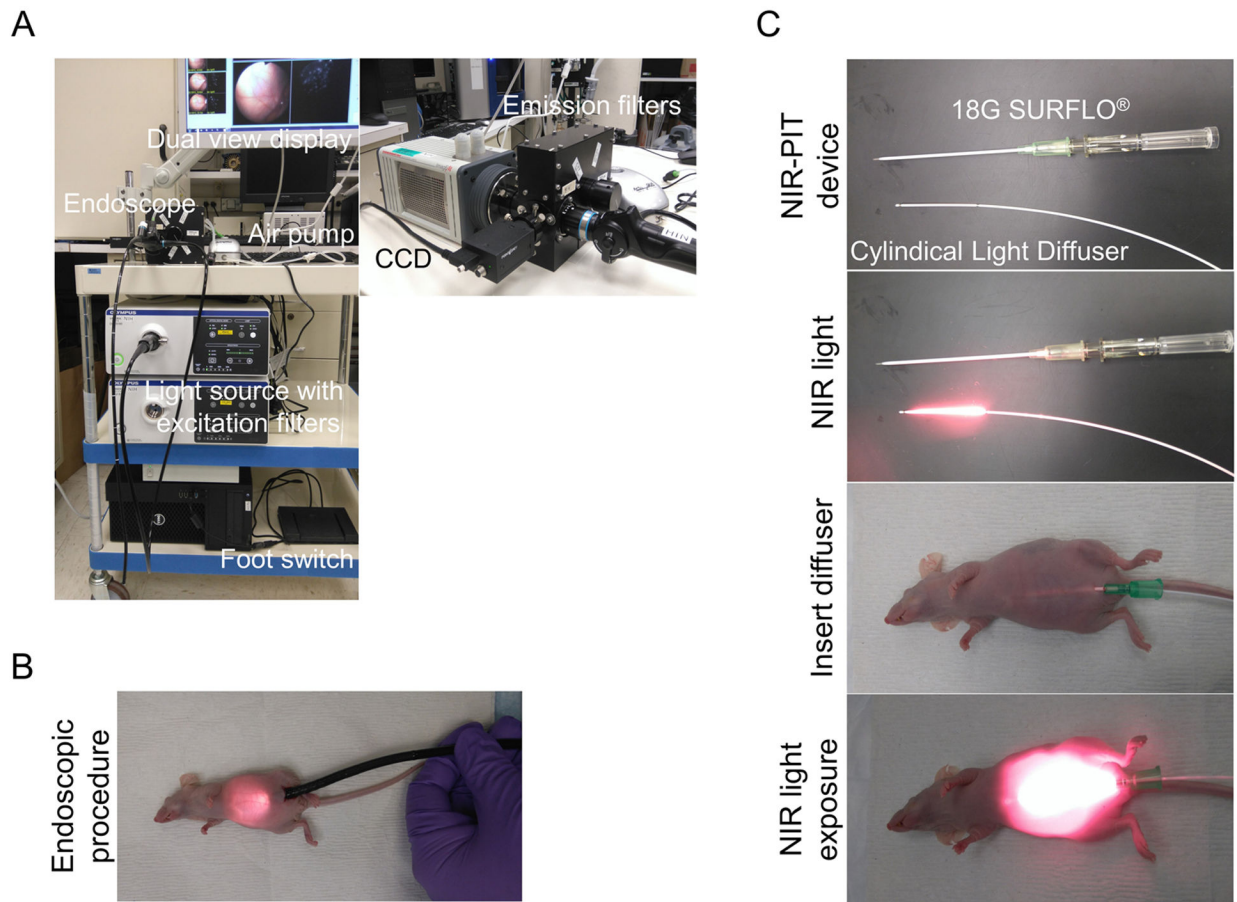 A
Dual view display
Endoscope
Air pump
OLYMPUS
Light source with
excitation filters
Foot switch
Emission filters
CCD
B
Endoscopic
procedure
C
NIR-PIT
device
18G SURFLO®
Cylindical Light Diffuser
NIR light
Insert diffuser
NIR light
exposure